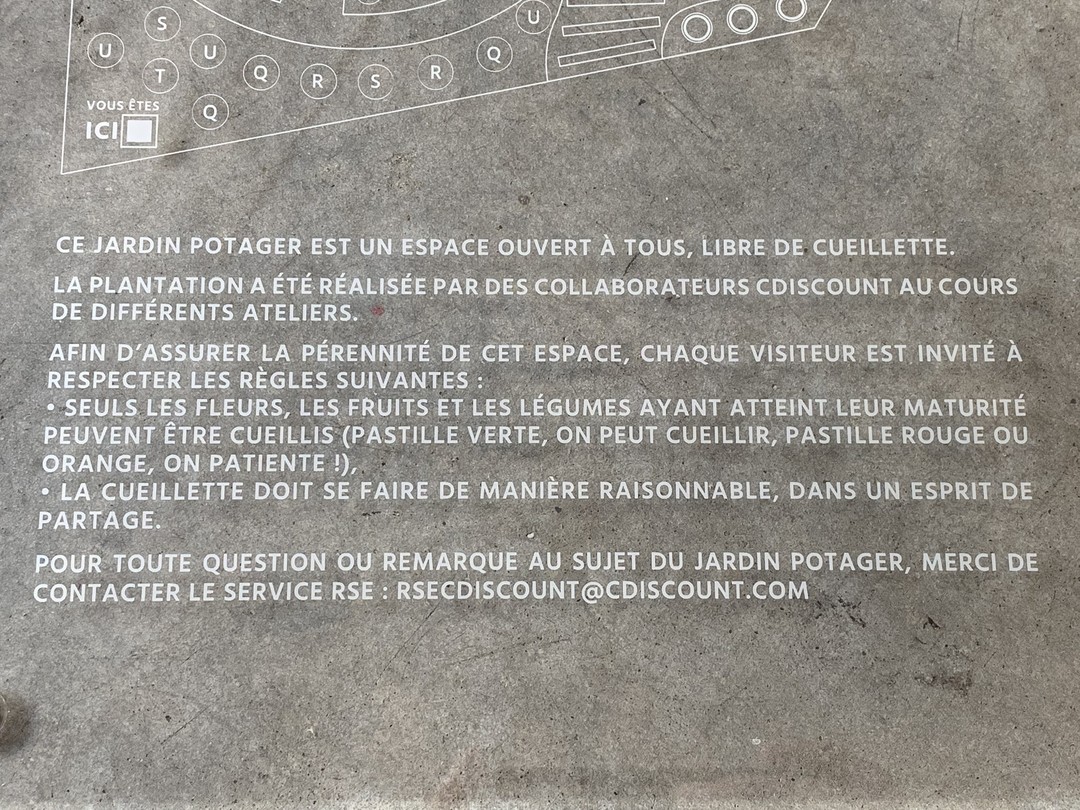 U
S
U
Q
T
U
Q
R
S
R
Q
VOUS ÊTES
ICI
CE JARDIN POTAGER EST UN ESPACE OUVERT À TOUS, LIBRE DE CUEILLETTE.
LA PLANTATION A ÉTÉ RÉALISÉE PAR DES COLLABORATEURS CDISCOUNT AU COURS
DE DIFFÉRENTS ATELIERS.
AFIN D'ASSURER LA PÉRENNITÉ DE CET ESPACE, CHAQUE VISITEUR EST INVITÉ À
RESPECTER LES RÈGLES SUIVANTES :
• SEULS LES FLEURS, LES FRUITS ET LES LÉGUMES AYANT ATTEINT LEUR MATURITÉ
PEUVENT ÊTRE CUEILLIS (PASTILLE VERTE, ON PEUT CUEILLIR, PASTILLE ROUGE OU
ORANGE, ON PATIENTE !),
• LA CUEILLETTE DOIT SE FAIRE DE MANIÈRE RAISONNABLE, DANS UN ESPRIT DE
PARTAGE.
POUR TOUTE QUESTION OU REMARQUE AU SUJET DU JARDIN POTAGER, MERCI DE
CONTACTER LE SERVICE RSE : RSECDISCOUNT@CDISCOUNT.COM